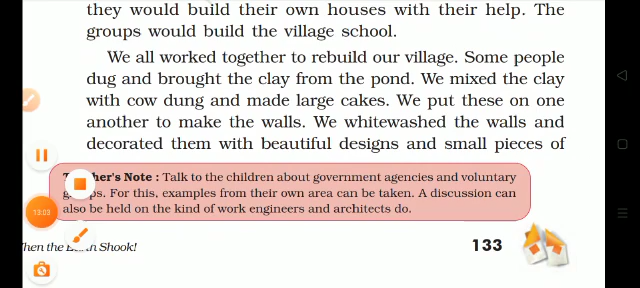 they would build their own houses with their help. The
groups would build the village school.
We all worked together to rebuild our village. Some people
dug and brought the clay from the pond. We mixed the clay
with cow dung and made large cakes. We put these on one
another to make the walls. We whitewashed the walls and
decorated them with beautiful designs and small pieces of
her's Note : Talk to the children about government agencies and voluntary
For this, examples from their own area can be taken. A discussion can
also be held on the kind of work engineers and architects do.
13:03
hen the Shook!
133